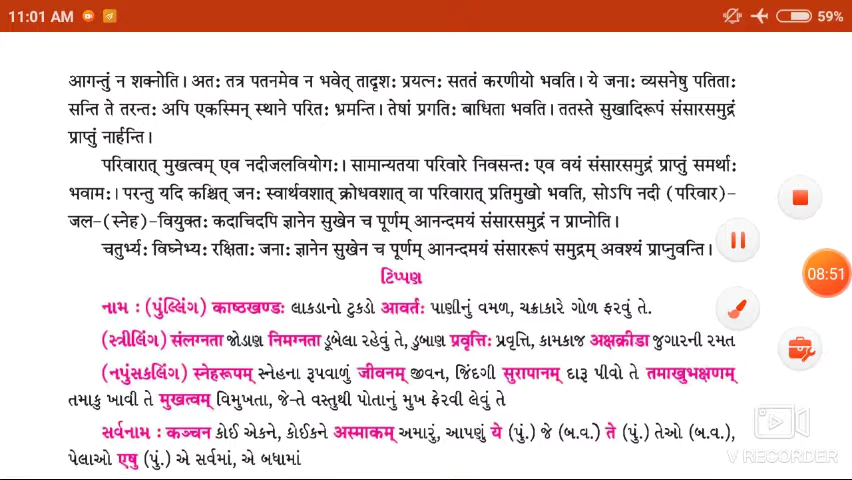 11:01 AM
59%
आगन्तुं न शक्नोति। अतः तत्र पतनमेव न भवेत् तादृशः प्रयत्नः सततं करणीयो भवति। ये जनाः व्यसनेषु पतिताः
सन्ति ते तरन्तः अपि एकस्मिन् स्थाने परितः भ्रमन्ति। तेषां प्रगतिः बाधिता भवति। ततस्ते सुखादिरूपं संसारसमुद्रं
प्राप्तुं नार्हन्ति।
परिवारात् मुखत्वम् एव नदीजलवियोगः। सामान्यतया परिवारे निवसन्तः एव वयं संसारसमुद्रं प्राप्तुं समर्थाः
भवामः। परन्तु यदि कश्चित् जनः स्वार्थवशात् क्रोधवशात् वा परिवारात् प्रतिमुखो भवति, सोऽपि नदी (परिवार)-
जल-(स्नेह)-वियुक्तः कदाचिदपि ज्ञानेन सुखेन च पूर्णम् आनन्दमयं संसारसमुद्रं न प्राप्नोति।
चतुर्भ्यः विघ्नेभ्यः रक्षिताः जनाः ज्ञानेन सुखेन च पूर्णम् आनन्दमयं संसाररूपं समुद्रम् अवश्यं प्राप्नुवन्ति।
ટિપ્પણ
નામ : (પુંલ્લિંગ) काष्ठखण्डः લાકડાનો ટુકડો आवर्तः પાણીનું વમળ, ચક્રાકારે ગોળ ફરવું તે.
(સ્ત્રીલિંગ) संलग्नता જોડાણ निमग्नता ડૂબેલા રહેવું તે, ડુબાણ प्रवृत्तिः પ્રવૃત્તિ, કામકાજ अक्षक्रीडा જુગારની રમત
(નપુંસકલિંગ) स्नेहरूपम् સ્નેહના રૂપવાળું जीवनम् જીવન, જિંદગી सुरापानम् દારૂ પીવો તે तमाखुभक्षणम्
તમાકુ ખાવી તે मुखत्वम् વિમુખતા, જે-તે વસ્તુથી પોતાનું મુખ ફેરવી લેવું તે
સર્વનામ : कञ्चन કોઈ એકને, કોઈકને अस्माकम् અમારું, આપણું ये (પું.) જે (બ.વ.) ते (પું.) તેઓ (બ.વ.),
પેલાઓ एषु (પું.) એ સર્વમાં, એ બધામાં
08:51
V RECORDER